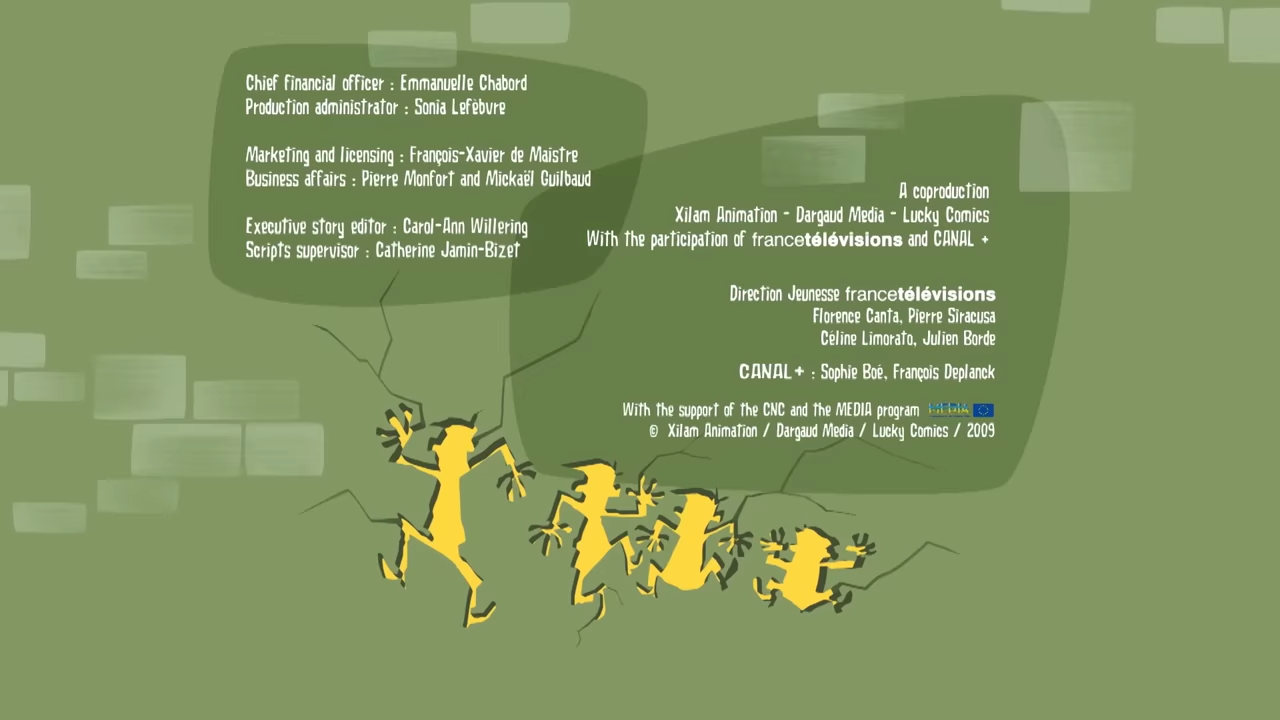 Chief financial officer : Emmanuelle Chabord
Production administrator : Sonia Lefèbvre
Marketing and licensing : François-Xavier de Maistre
Business affairs : Pierre Monfort and Mickaël Guilbaud
Executive story editor : Carol-Ann Willering
Scripts supervisor : Catherine Jamin-Bizet
A coproduction
Xilam Animation - Dargaud Media - Lucky Comics
With the participation of francetélévisions and CANAL +
Direction Jeunesse francetélévisions
Florence Canta, Pierre Siracusa
Céline Limorato, Julien Borde
CANAL+ : Sophie Boé, François Deplanck
With the support of the CNC and the MEDIA program MEDIA
© Xilam Animation / Dargaud Media / Lucky Comics / 2009